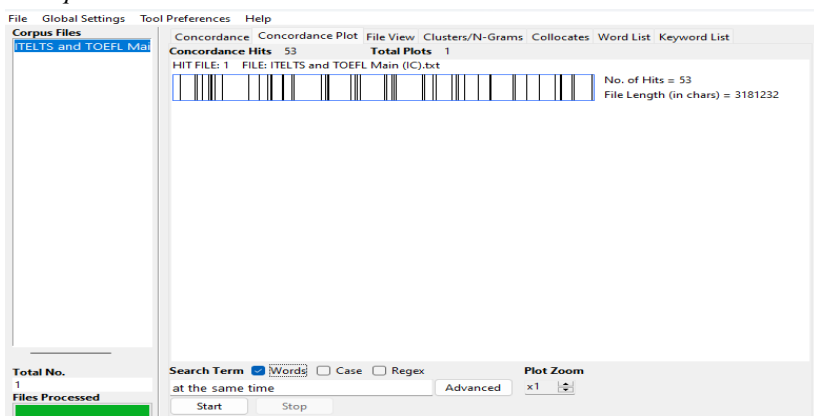 File Global Settings Tool Preferences Help
Corpus Files
ITELTS and TOEFL Mai
Concordance Concordance Plot File View Clusters/N-Grams Collocates Word List Keyword List
Concordance Hits 53 Total Plots 1
HIT FILE: 1 FILE: ITELTS and TOEFL Main (IC).txt
No. of Hits = 53
File Length (in chars) = 3181232
Total No.
1
Files Processed
Search Term Words Case Regex Plot Zoom
at the same time Advanced x1
Start Stop